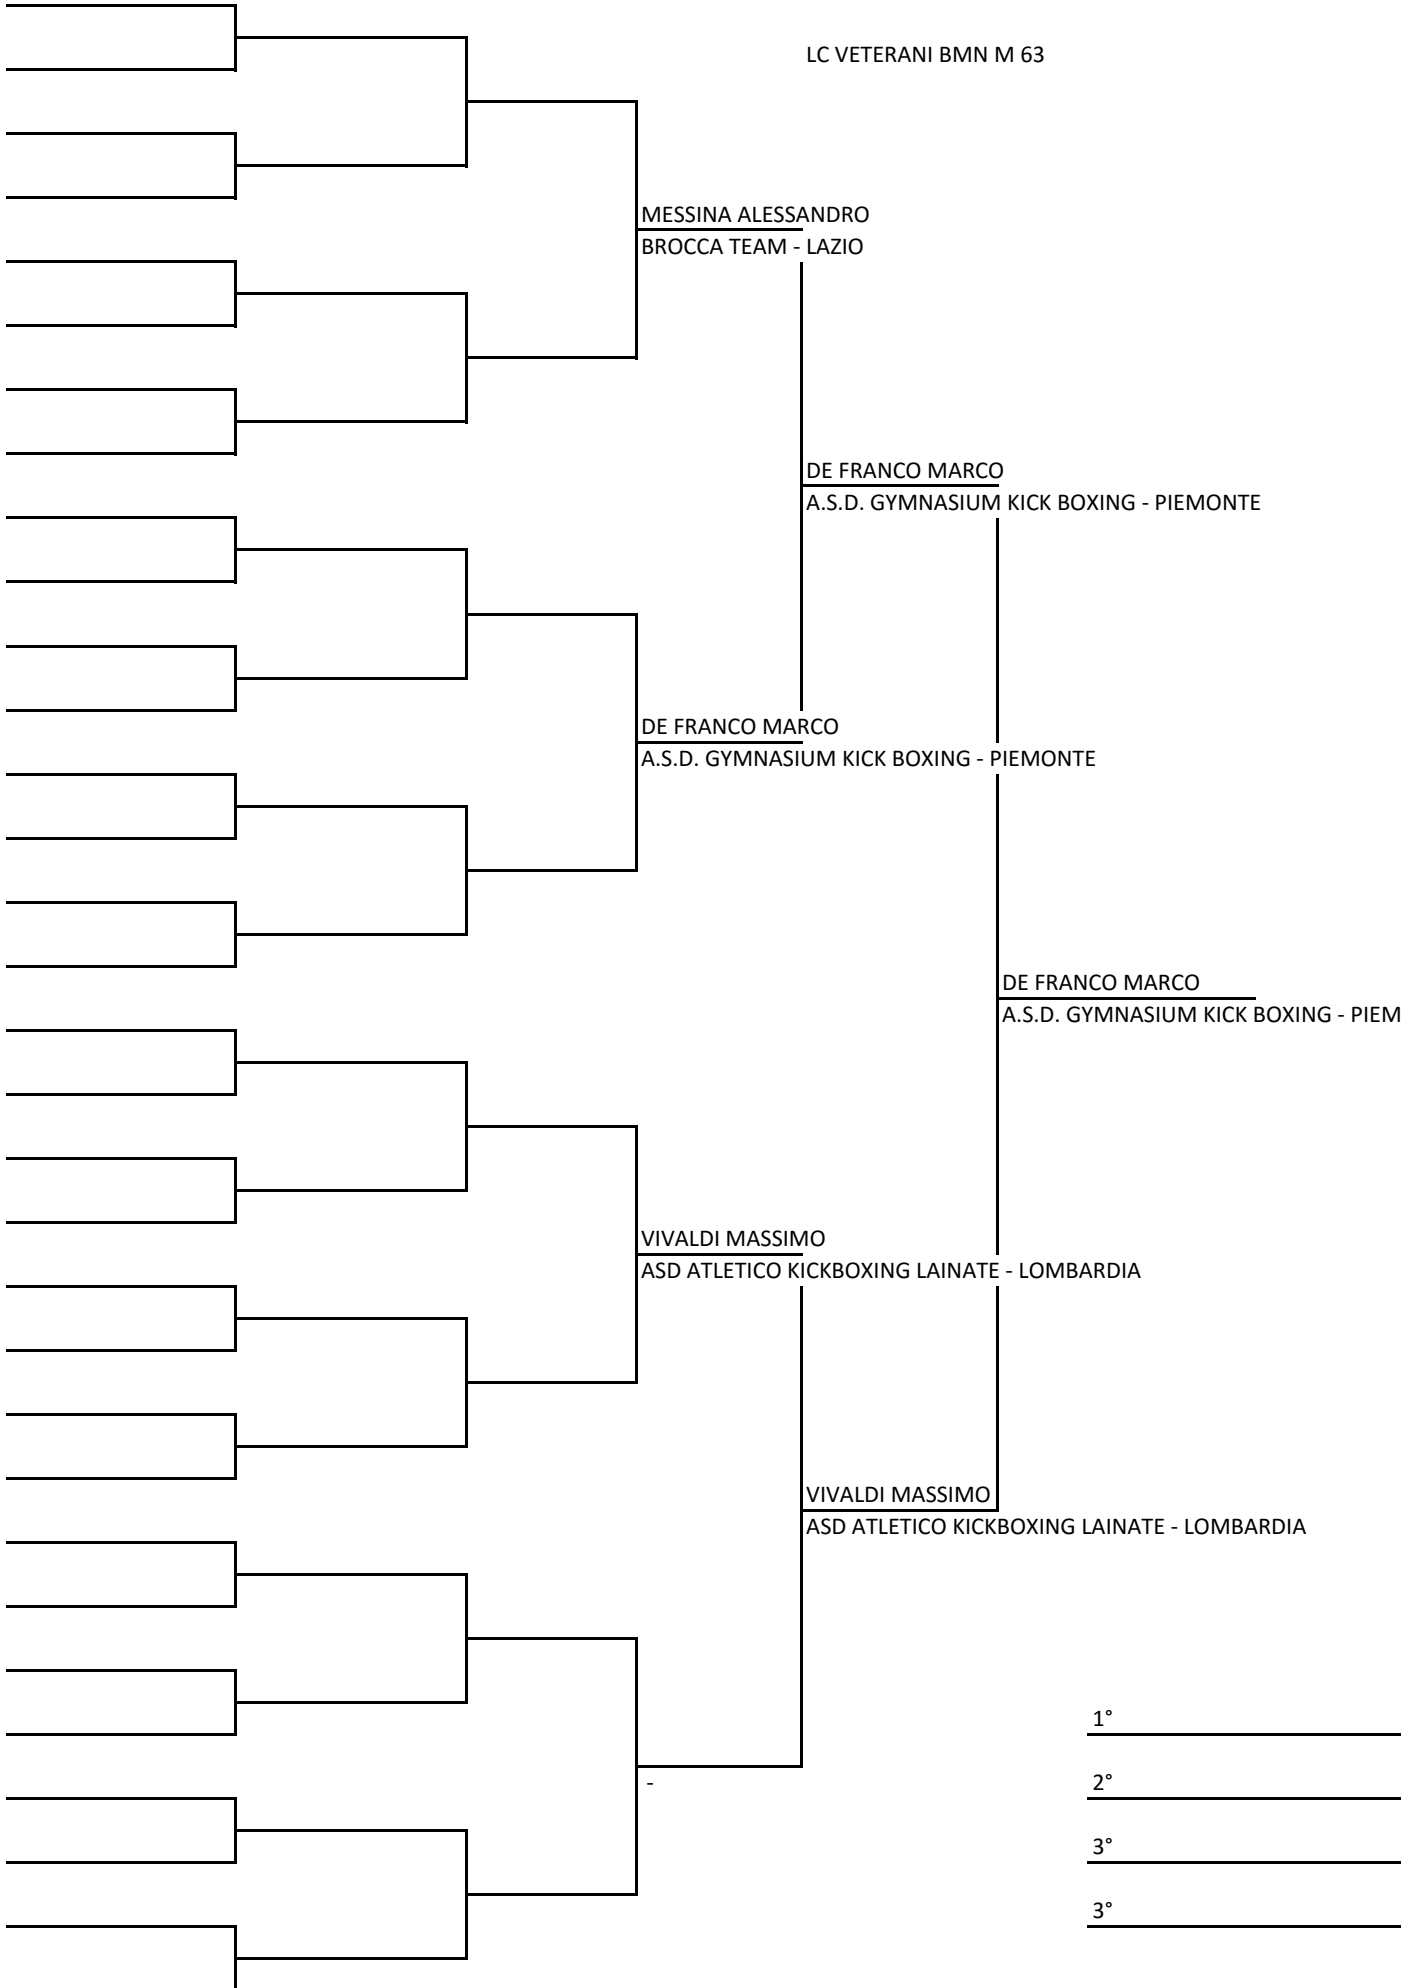 LC VETERANI BMN M 63
MESSINA ALESSANDRO
BROCCA TEAM - LAZIO
DE FRANCO MARCO
A.S.D. GYMNASIUM KICK BOXING - PIEMONTE
DE FRANCO MARCO
A.S.D. GYMNASIUM KICK BOXING - PIEMONTE
DE FRANCO MARCO
A.S.D. GYMNASIUM KICK BOXING - PIEM
VIVALDI MASSIMO
ASD ATLETICO KICKBOXING LAINATE - LOMBARDIA
VIVALDI MASSIMO
ASD ATLETICO KICKBOXING LAINATE - LOMBARDIA
1°
-
2°
3°
3°